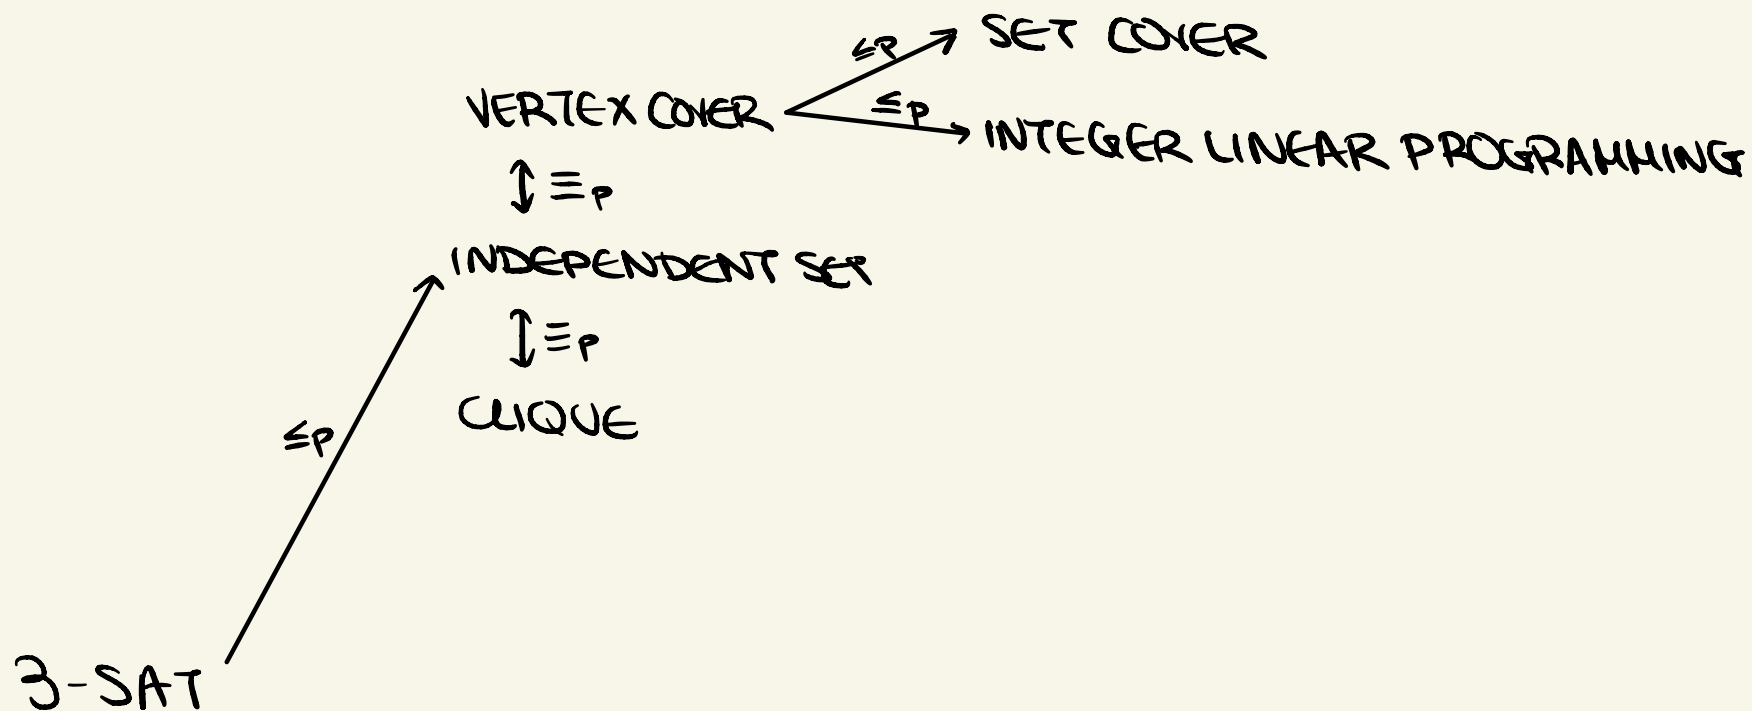 ≤p SET COVER
VERTEX COVER ≤p INTEGER LINEAR PROGRAMMING
≡p
INDEPENDENT SET
≡p
CLIQUE
≤p
3-SAT